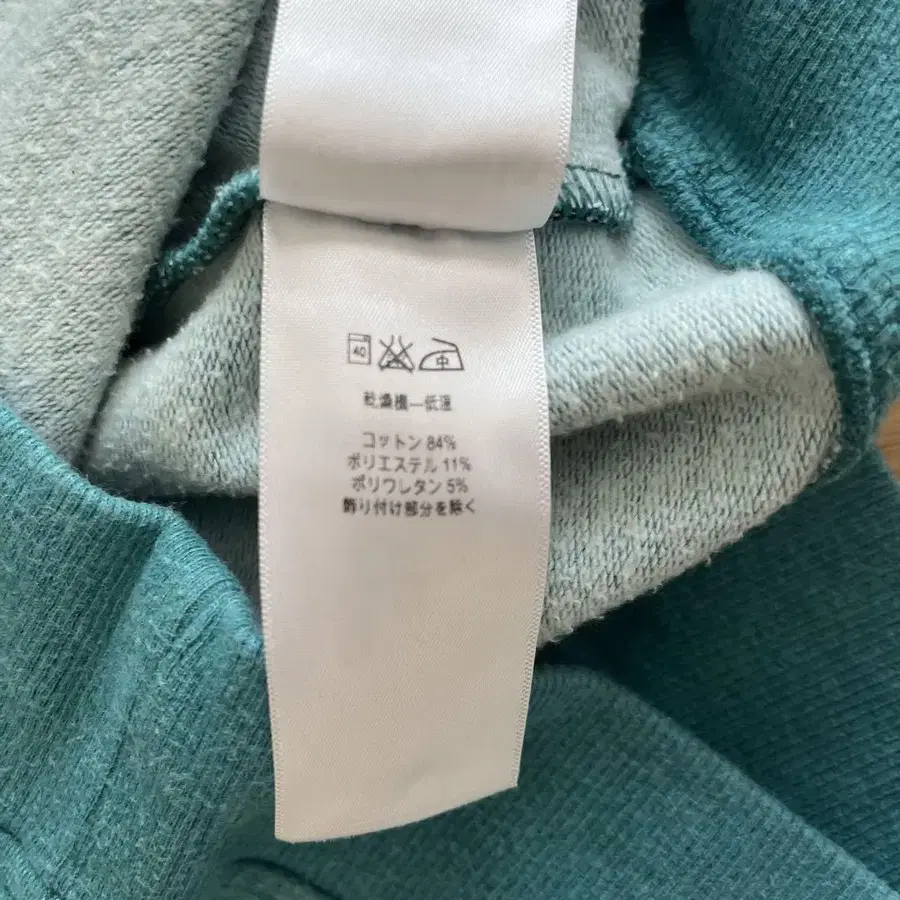 40 中
乾燥機—低温
コットン 84%
ポリエステル 11%
ポリウレタン 5%
飾り付け部分を除く